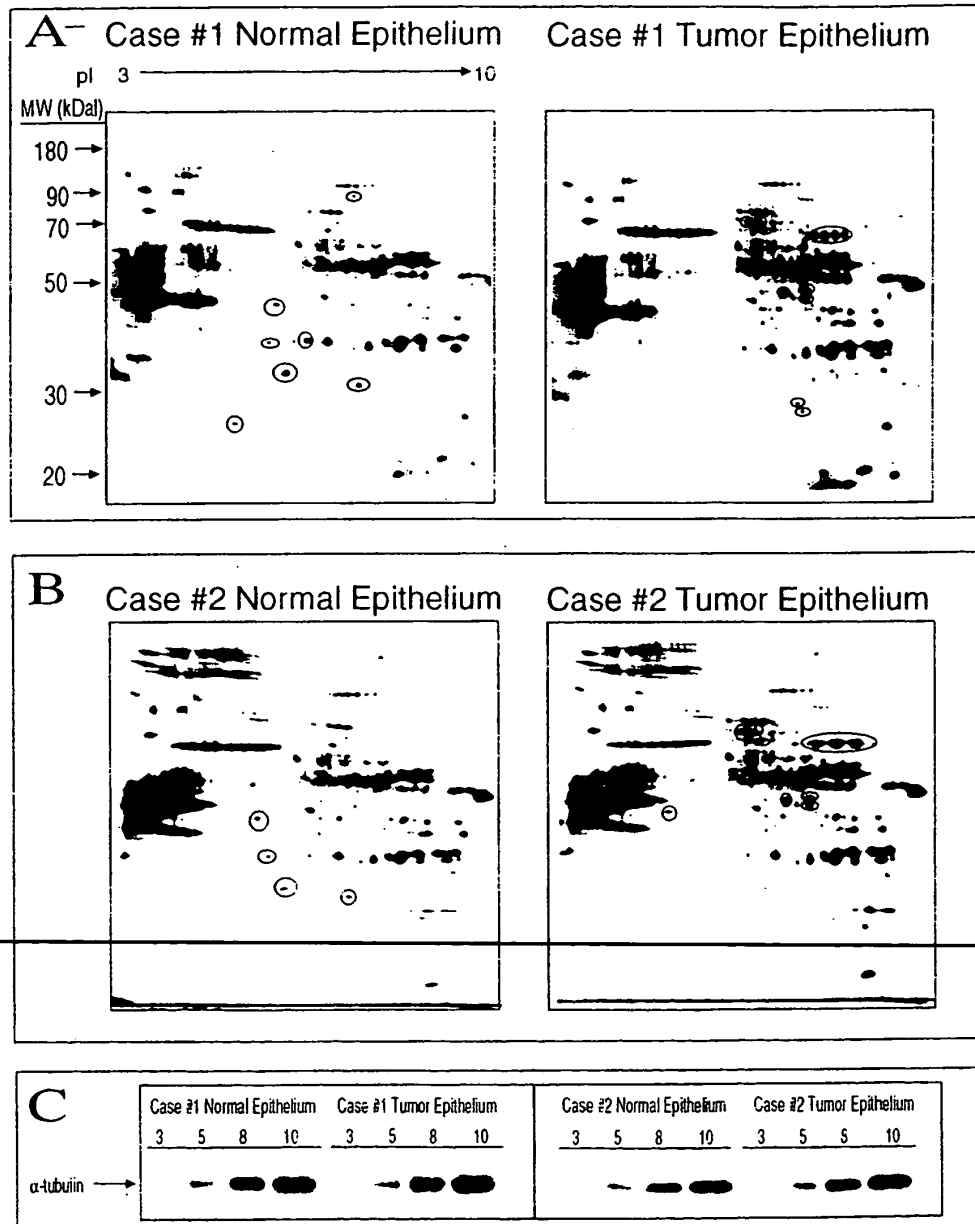 A
Case #1 Normal Epithelium
Case #1 Tumor Epithelium
pI 3 10
MW (kDal)
180
90
70
50
30
20
B
Case #2 Normal Epithelium
Case #2 Tumor Epithelium
C
Case #1 Normal Epithelium
Case #1 Tumor Epithelium
Case #2 Normal Epithelium
Case #2 Tumor Epithelium
3 5 8 10
3 5 8 10
3 5 8 10
3 5 9 10
α-tubulin